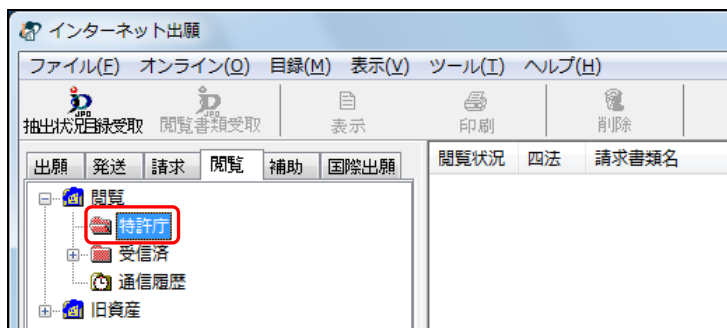 インターネット出願
ファイル(F) オンライン(O) 目録(M) 表示(V) ツール(T) ヘルプ(H)
抽出状況目録受取 閲覧書類受取 表示 印刷 削除
出願 発送 請求 閲覧 補助 国際出願
閲覧状況 四法 請求書類名
閲覧
特許庁
受信済
通信履歴
旧資産